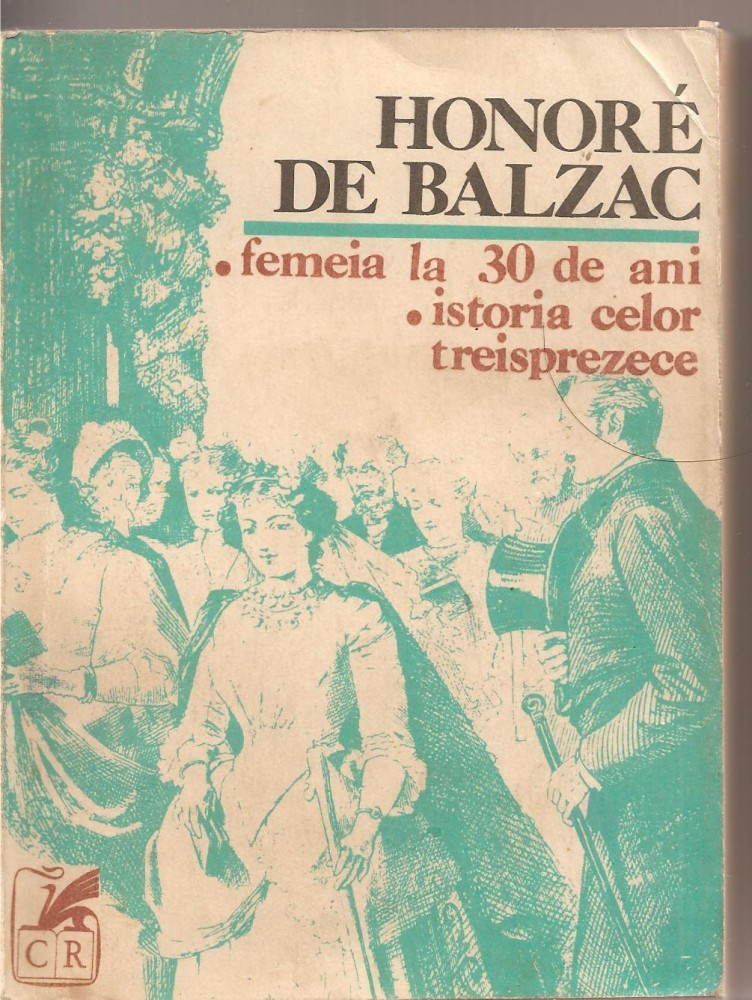 HONORÉ
DE BALZAC
• femeia la 30 de ani
• istoria celor
treisprezece
CR